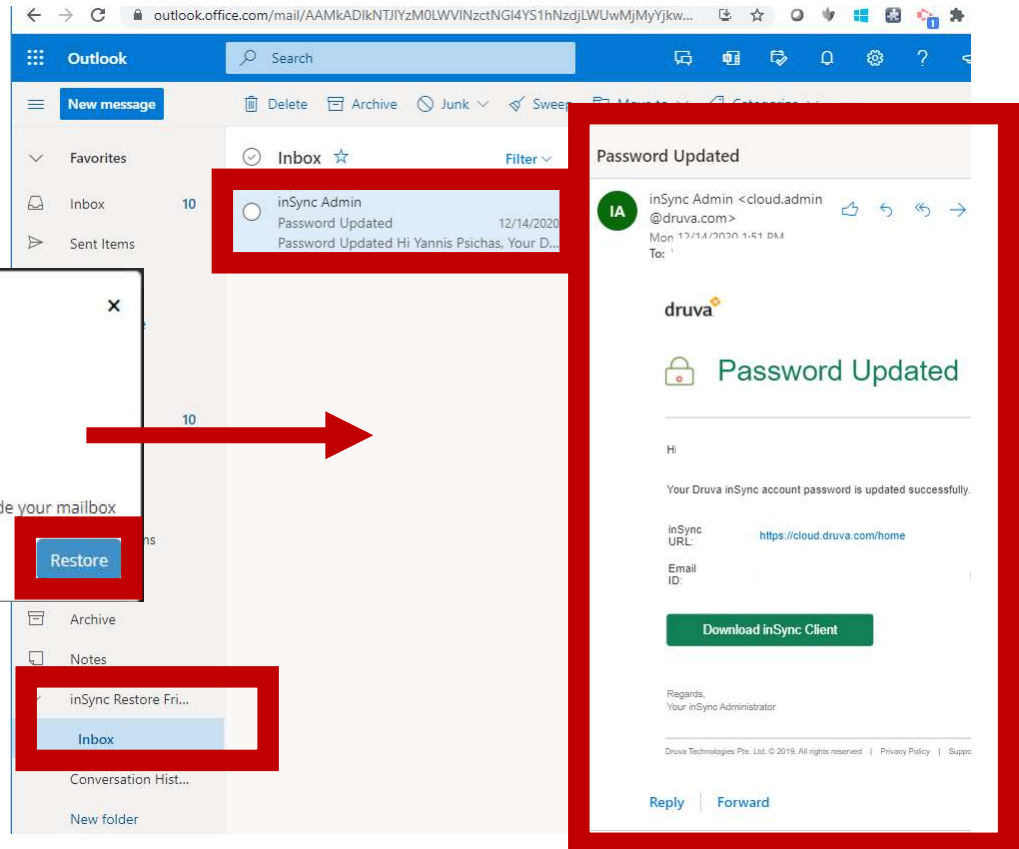 outlook.office.com/mail/AAMkADIkNTJIYzM0LWVlNzctNGI4YS1hNzdjLWUwMjMyYjkw...
1
Outlook
Search
?
New message
Delete Archive Junk Sweep
Favorites
Inbox 10
Sent Items
10
Archive
Notes
inSync Restore Fri...
Inbox
Conversation Hist...
New folder
×
your mailbox
Restore
Inbox Filter
inSync Admin
Password Updated 12/14/2020
Password Updated Hi Yannis Psichas, Your D...
Password Updated
IA
inSync Admin <cloud.admin
@druva.com>
Mon 12/14/2020 1:51 PM
To:
druva
Password Updated
Hi
Your Druva inSync account password is updated successfully.
inSync
URL:
https://cloud.druva.com/home
Email
ID:
Download inSync Client
Regards,
Your inSync Administrator
Druva Technologies Pte. Ltd. © 2019, All rights reserved | Privacy Policy |
Reply | Forward